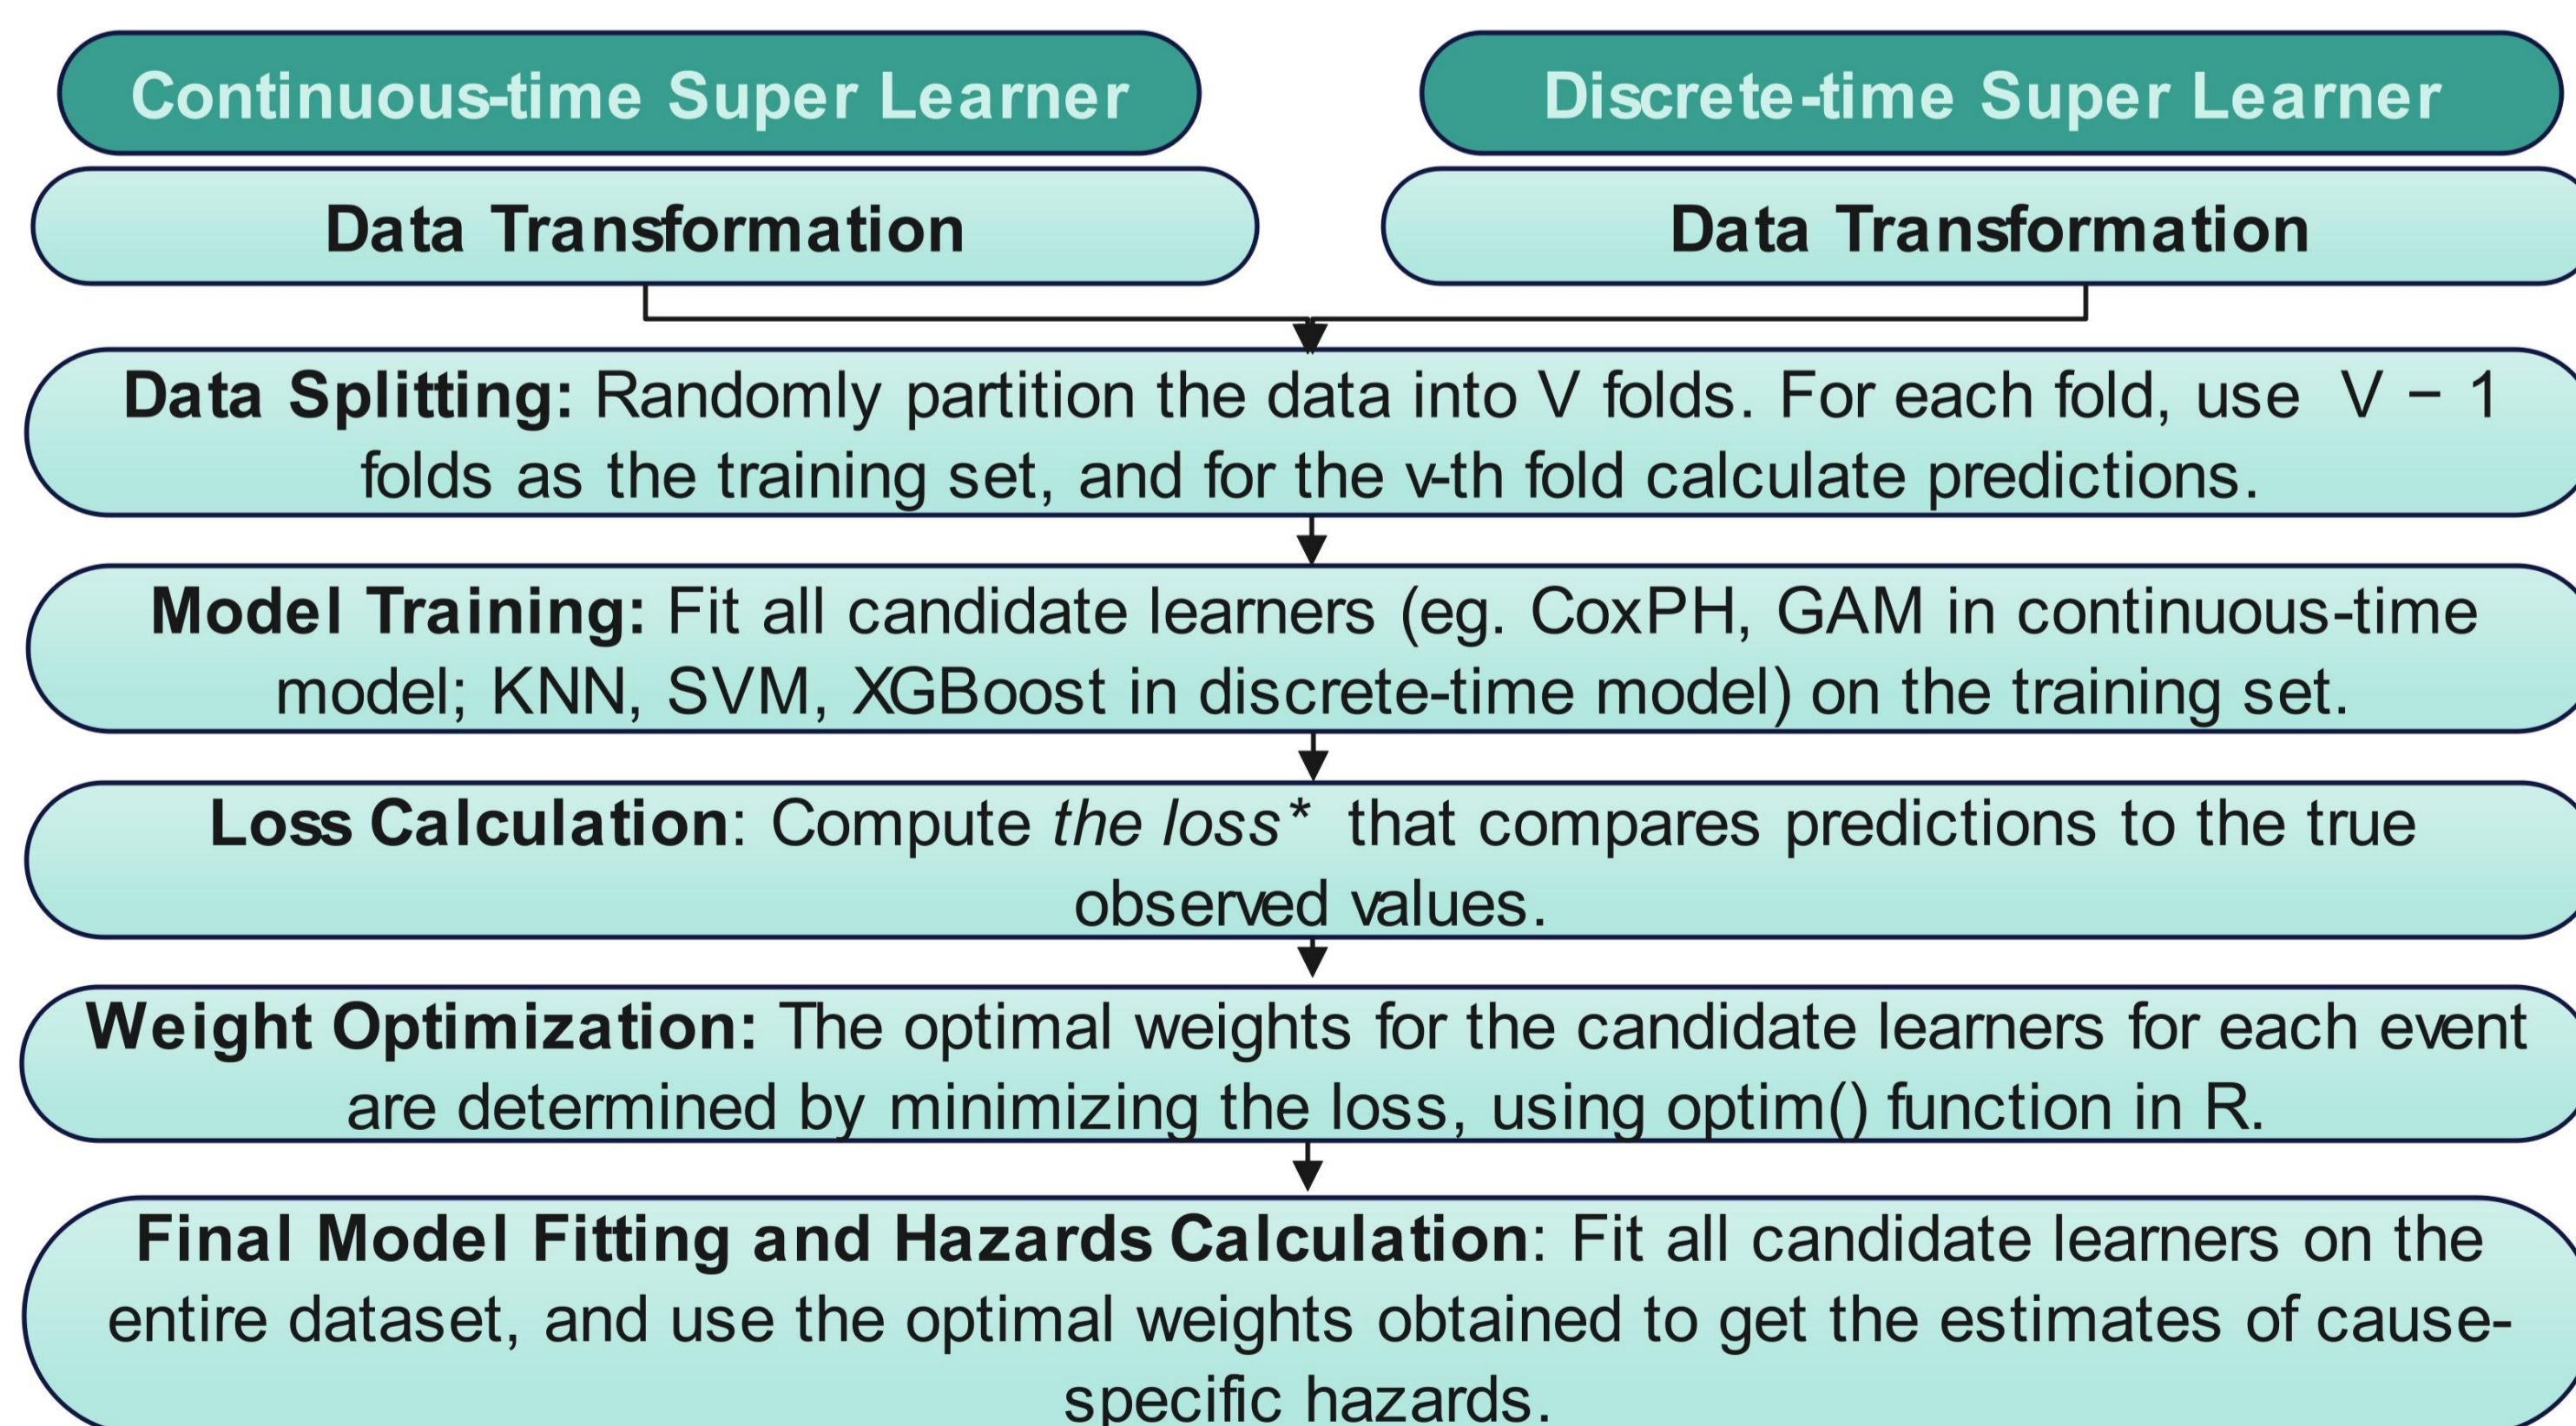 Continuous-time Super Learner
Discrete-time Super Learner
Data Transformation
Data Transformation
Data Splitting: Randomly partition the data into V folds. For each fold, use V − 1
folds as the training set, and for the v-th fold calculate predictions.
Model Training: Fit all candidate learners (eg. CoxPH, GAM in continuous-time
model; KNN, SVM, XGBoost in discrete-time model) on the training set.
Loss Calculation: Compute the loss* that compares predictions to the true
observed values.
Weight Optimization: The optimal weights for the candidate learners for each event
are determined by minimizing the loss, using optim() function in R.
Final Model Fitting and Hazards Calculation: Fit all candidate learners on the
entire dataset, and use the optimal weights obtained to get the estimates of cause-
specific hazards.